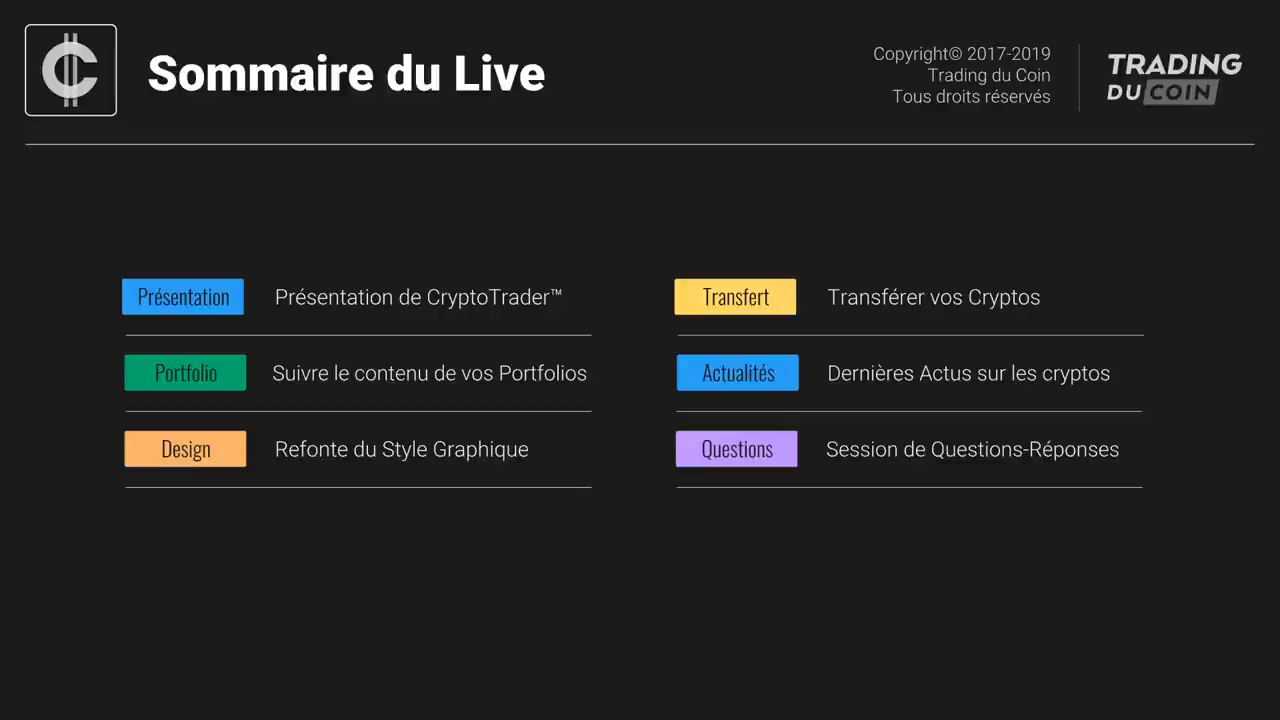 Sommaire du Live
Copyright© 2017-2019
Trading du Coin
Tous droits réservés
TRADING
DU COIN
Présentation
Présentation de CryptoTrader™
Portfolio
Suivre le contenu de vos Portfolios
Design
Refonte du Style Graphique
Transfert
Transférer vos Cryptos
Actualités
Dernières Actus sur les cryptos
Questions
Session de Questions-Réponses